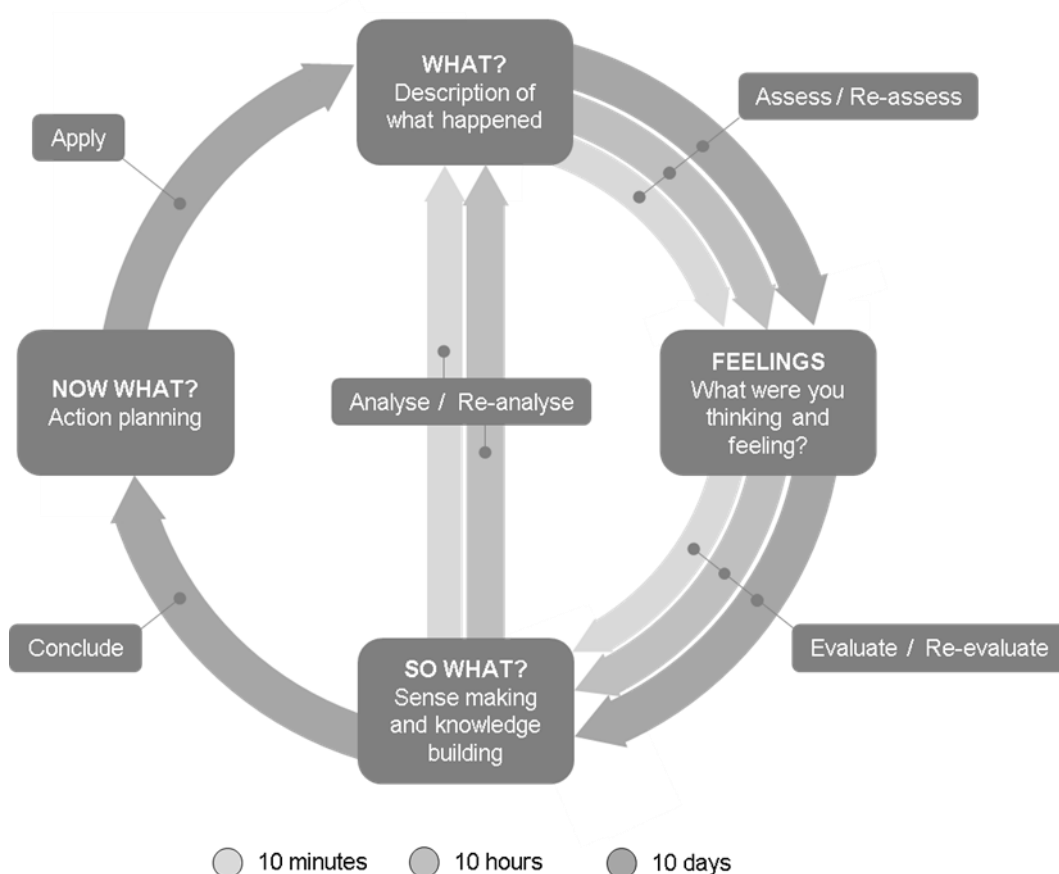 WHAT?
Description of
what happened
Assess / Re-assess
Apply
FEELINGS
What were you
thinking and
feeling?
NOW WHAT?
Action planning
Analyse / Re-analyse
Conclude
SO WHAT?
Sense making
and knowledge
building
Evaluate / Re-evaluate
10 minutes
10 hours
10 days